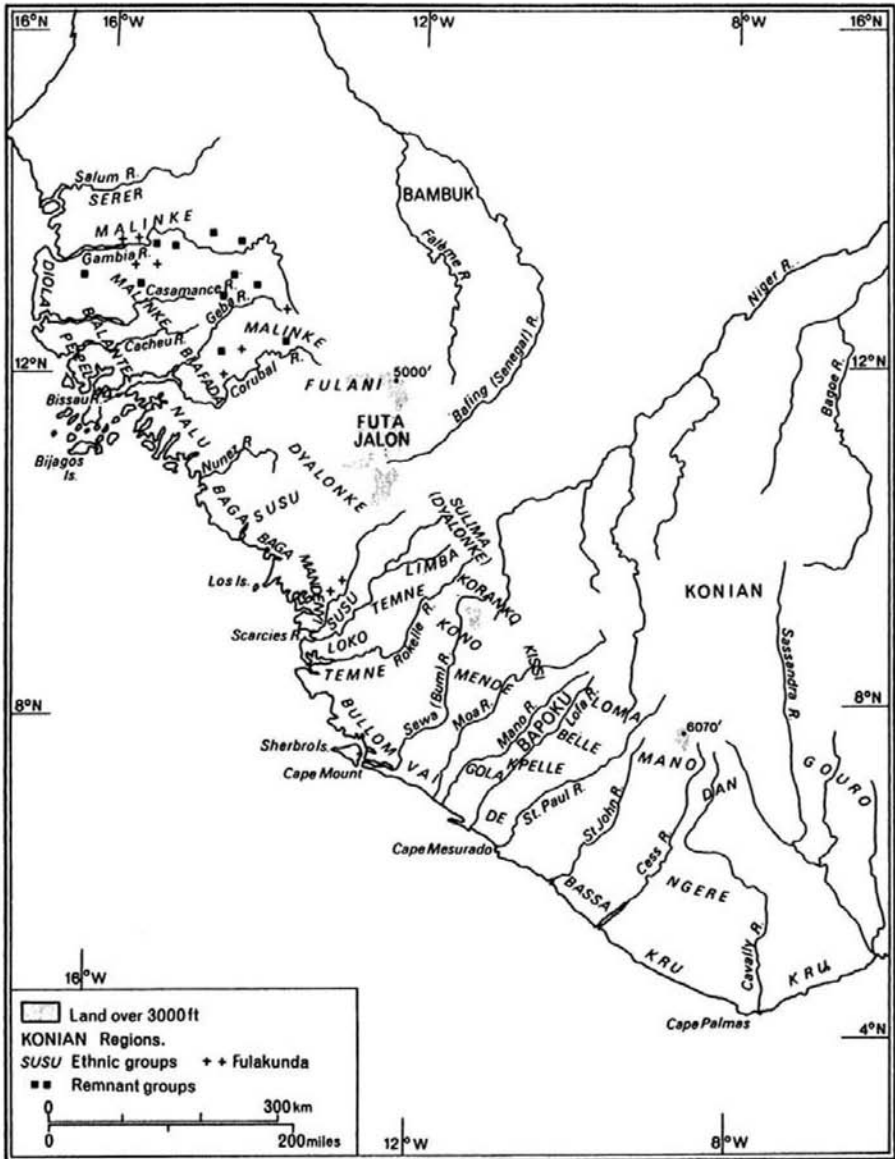 16°N
16°W
12°W
8°W
16°N
Salum R.
SERER
BAMBUK
MALINKE
Gambia R.
Falème R.
DIOLA
MALINKE
Casamance R.
Geba R.
Niger R.
BALANTE
MALINKE
PEPEL
Cacheu R.
BIAFADA
Corubal R.
Bafing (Senegal) R.
Bagoe R.
12°N
12°N
5000'
FULANI
Bissau R.
FUTA
JALON
NALU
Bijagos
Is.
Nunez R.
DYALONKE
BAGA
SUSU
SULIMA
(DYALONKE)
BAGA
Los Is.
MANDENYI
LIMBA
SUSU
TEMNE
KORANKO
KONIAN
Scarcies R.
LOKO
Rokelle R.
KONO
TEMNE
KISSI
MENDE
Sassandra R.
BULLOM
Sewa (Bum) R.
Moa R.
Mano R.
BAPOKU
Lofa R.
LOMA
8°N
8°N
6070'
Sherbro Is.
BELLE
Cape Mount
VAI
GOLA
KPELLE
MANO
DAN
GOURO
DE
St. Paul R.
St John R.
Cess R.
Cape Mesurado
BASSA
NGERE
KRU
Cavally R.
KRU
16°
W
Cape Palmas
4°N
Land over 3000ft
KONIAN Regions.
SUSU Ethnic groups + + Fulakunda
Remnant groups
0 300 km
0 200 miles
12°W
8°W